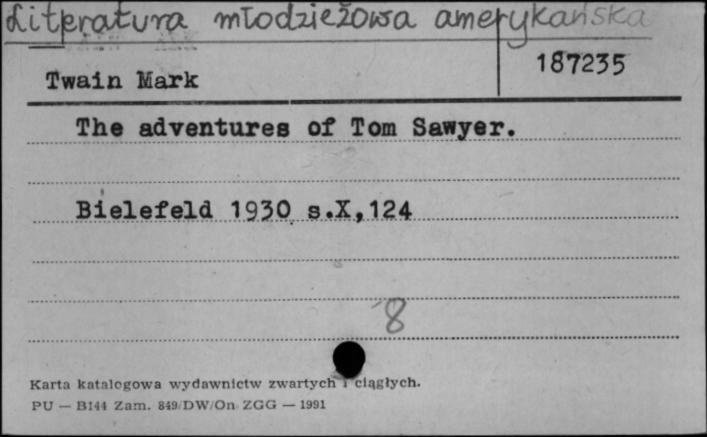 Literatura młodzieżowa amerykańska
187235
Twain Mark
The adventures of Tom Sawyer.
Bielefeld 1930 s.X,124
8
Karta katalogowa wydawnictw zwartych i ciągłych.
PU — B144 Zam. 849/DW/On ZGG — 1991